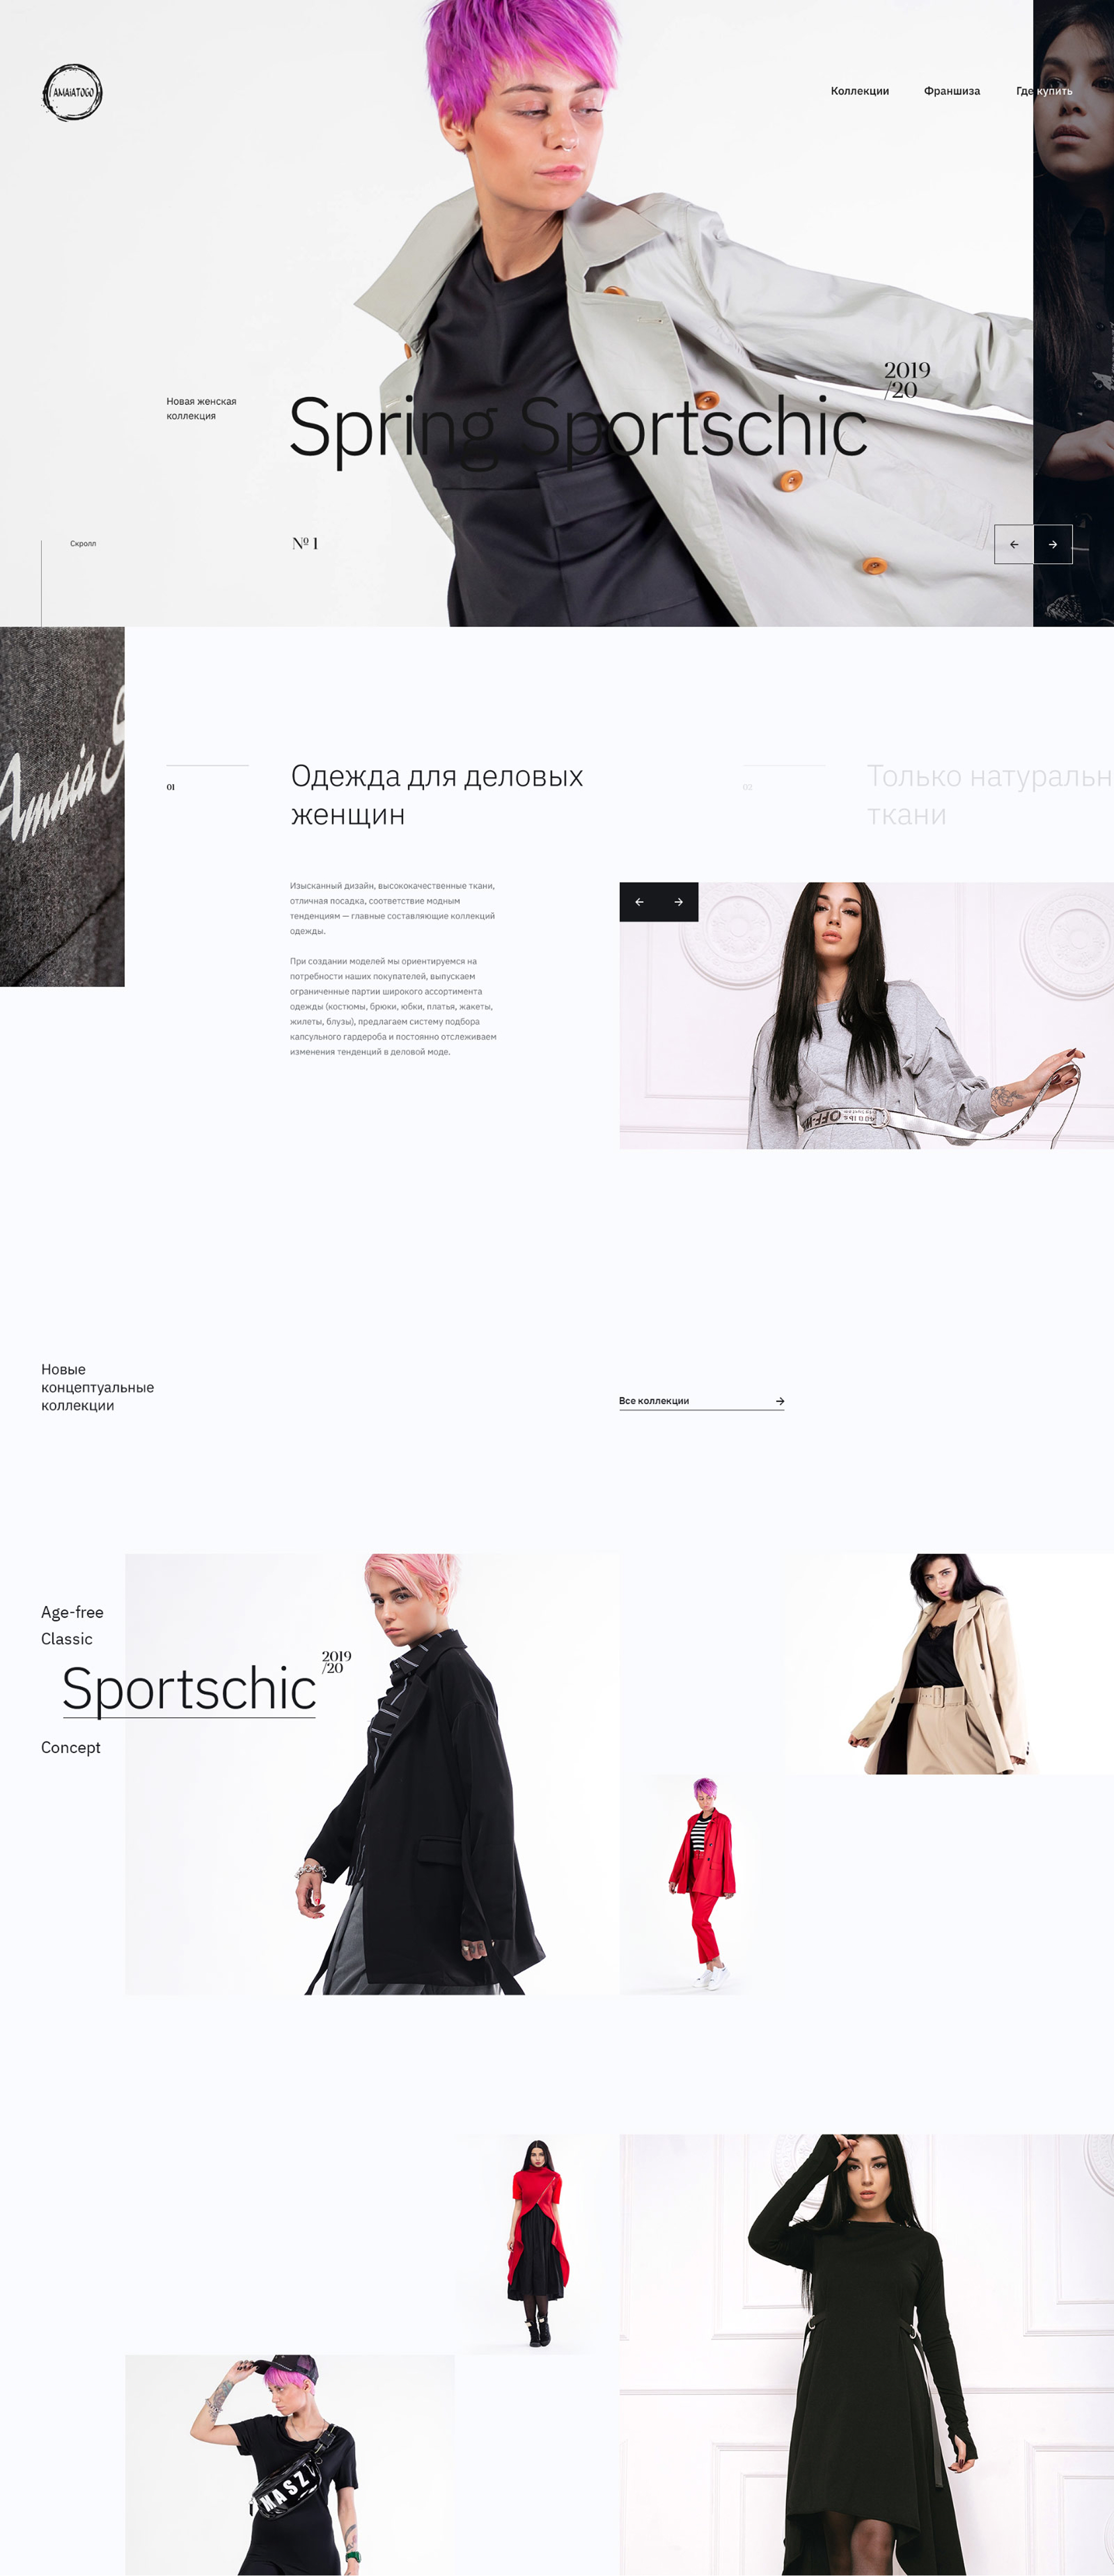 AMAIATOGO
Коллекции
Франшиза
Где купить
2019
/20
Новая женская
коллекция
Spring Sportschic
Скролл
№ 1
Amaia
01
Одежда для деловых
женщин
02
Только натуральн
ткани
Изысканный дизайн, высококачественные ткани,
отличная посадка, соответствие модным
тенденциям — главные составляющие коллекций
одежды.
При создании моделей мы ориентируемся на
потребности наших покупателей, выпускаем
ограниченные партии широкого ассортимента
одежды (костюмы, брюки, юбки, платья, жакеты,
жилеты, блузы), предлагаем систему подбора
капсульного гардероба и постоянно отслеживаем
изменения тенденций в деловой моде.
Новые
концептуальные
коллекции
Все коллекции
Age-free
Classic
Sportschic
2019
/20
Concept
MASZ